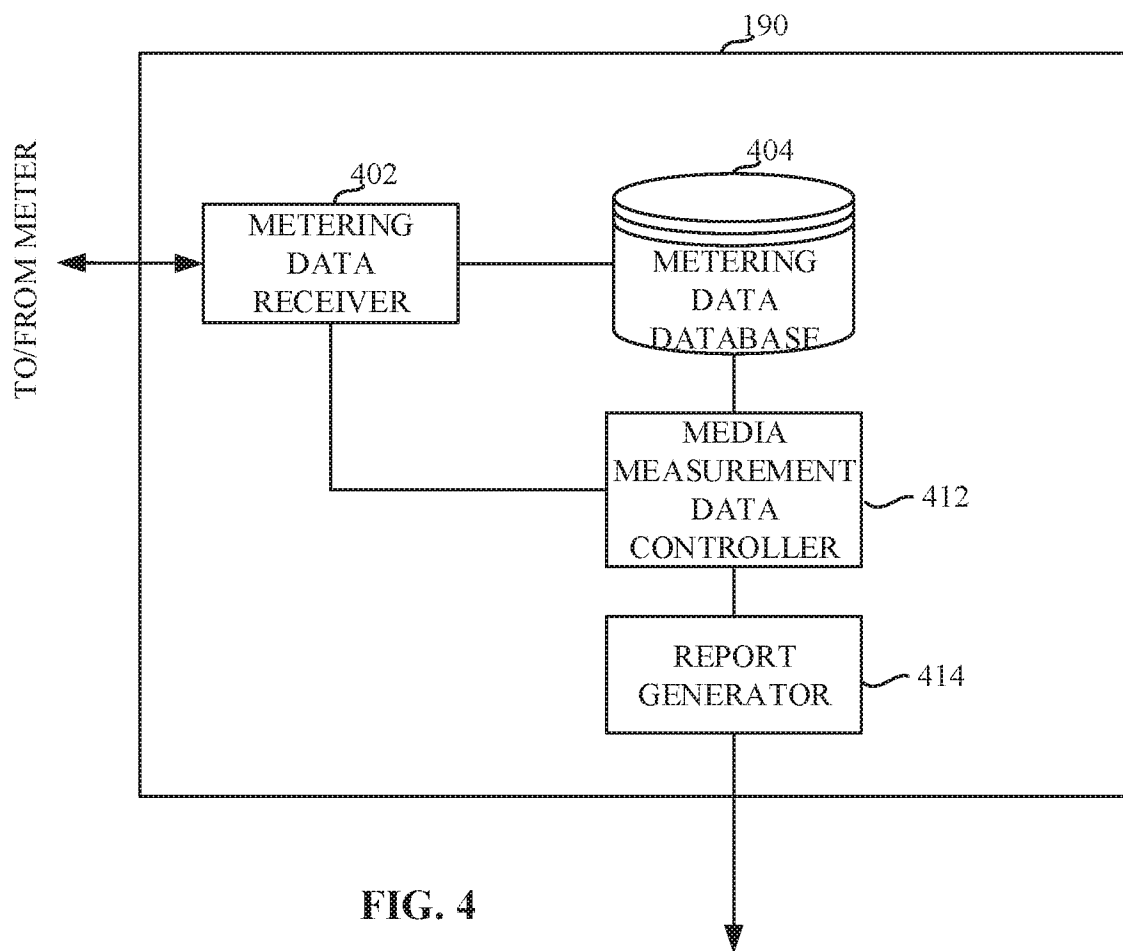 190
TO/FROM METER
402
METERING
DATA
RECEIVER
404
METERING
DATA
DATABASE
MEDIA
MEASUREMENT
DATA
CONTROLLER
412
REPORT
GENERATOR
414
FIG. 4